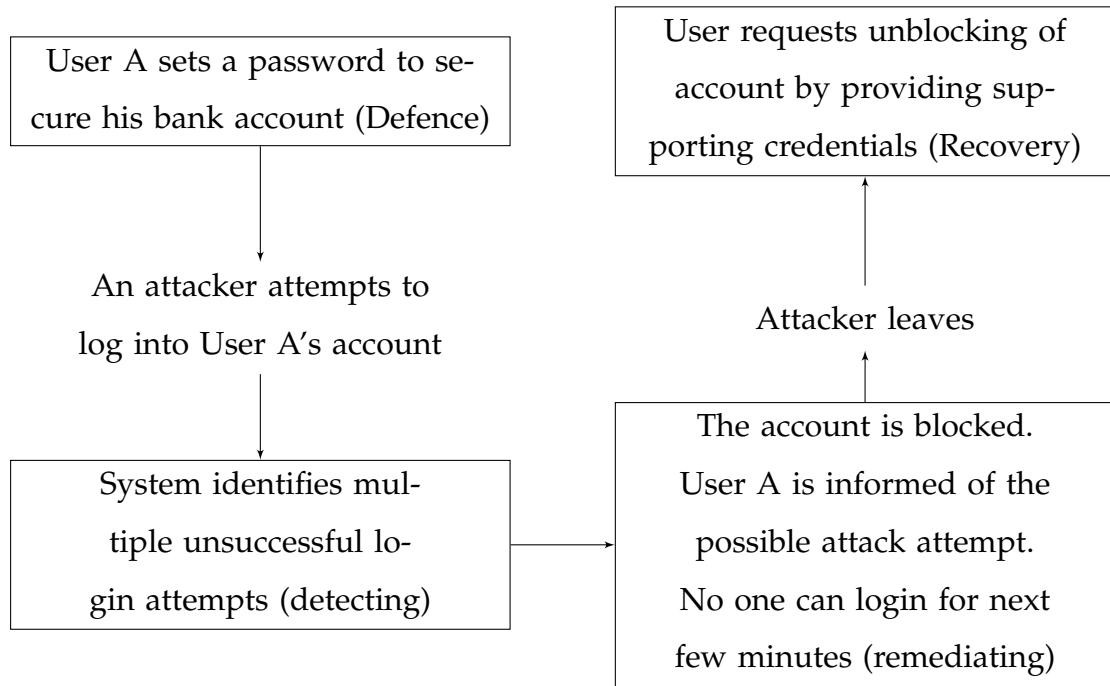 User A sets a password to se-
cure his bank account (Defence)
An attacker attempts to
log into User A's account
System identifies mul-
tiple unsuccessful lo-
gin attempts (detecting)
The account is blocked.
User A is informed of the
possible attack attempt.
No one can login for next
few minutes (remediating)
Attacker leaves
User requests unblocking of
account by providing sup-
porting credentials (Recovery)